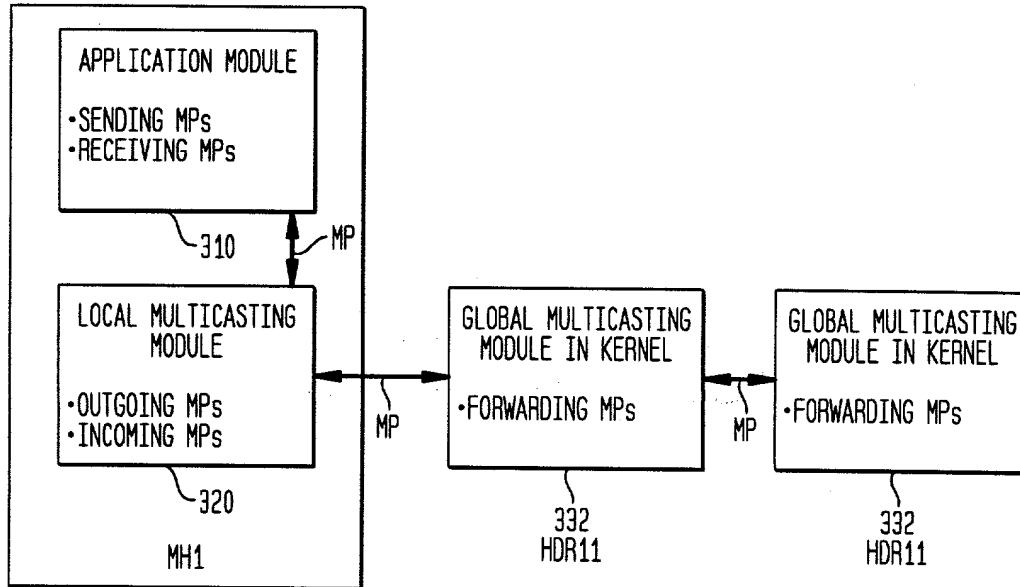 APPLICATION MODULE
•SENDING MPs
•RECEIVING MPs
310
MP
LOCAL MULTICASTING
MODULE
•OUTGOING MPs
•INCOMING MPs
320
MH1
MP
GLOBAL MULTICASTING
MODULE IN KERNEL
•FORWARDING MPs
332
HDR11
MP
GLOBAL MULTICASTING
MODULE IN KERNEL
•FORWARDING MPs
332
HDR11